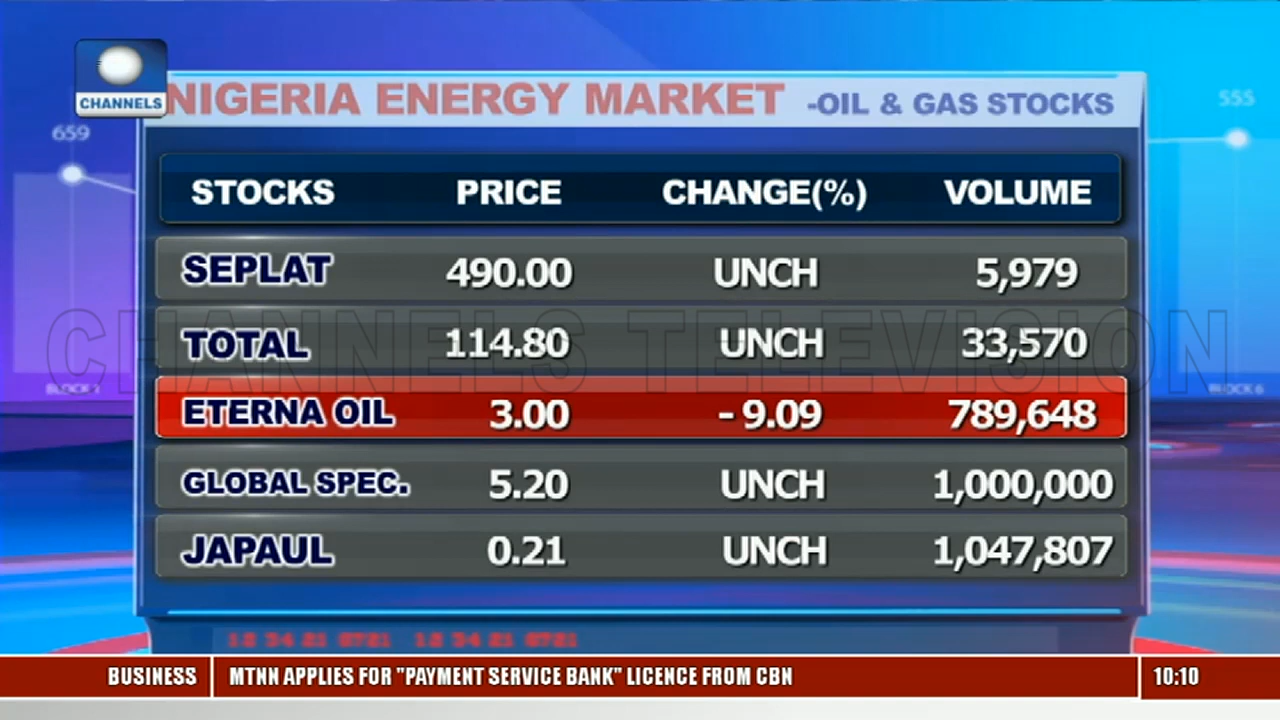 CHANNELS
NIGERIA ENERGY MARKET -OIL & GAS STOCKS
659
555
STOCKS PRICE CHANGE(%) VOLUME
SEPLAT 490.00 UNCH 5,979
CHANNELS TELEVISION
TOTAL 114.80 UNCH 33,570
ETERNA OIL 3.00 - 9.09 789,648
GLOBAL SPEC. 5.20 UNCH 1,000,000
JAPAUL 0.21 UNCH 1,047,807
BUSINESS MTNN APPLIES FOR "PAYMENT SERVICE BANK" LICENCE FROM CBN 10:10